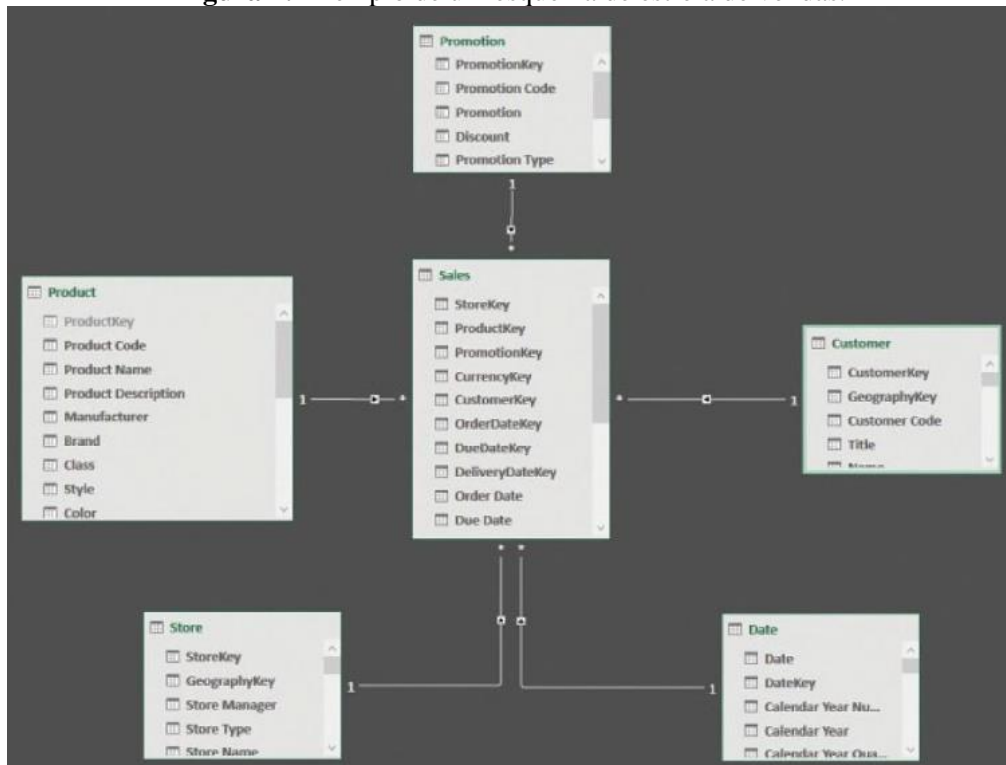 Promotion
PromotionKey
Promotion Code
Promotion
Discount
Promotion Type
1
*
Product
ProductKey
Product Code
Product Name
Product Description
Manufacturer
Brand
Class
Style
Color
1
*
Sales
StoreKey
ProductKey
PromotionKey
CurrencyKey
CustomerKey
OrderDateKey
DueDateKey
DeliveryDateKey
Order Date
Due Date
*
1
Customer
CustomerKey
GeographyKey
Customer Code
Title
Name
*
*
Store
StoreKey
GeographyKey
Store Manager
Store Type
Store Name
1
1
Date
Date
DateKey
Calendar Year Nu...
Calendar Year
Calendar Year Qua...